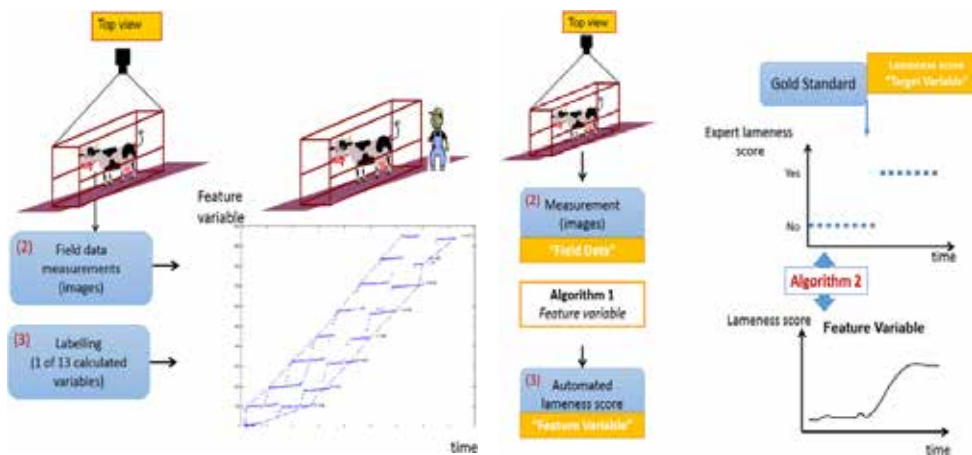 Top view
Feature
variable
(2)
Field data
measurements
(images)
(3)
Labelling
(1 of 13 calculated
variables)
time
Top view
(2)
Measurement
(images)
"Field Data"
Algorithm 1
Feature variable
(3)
Automated
lameness score
"Feature Variable"
Gold Standard
Lameness score
"Target Variable"
Expert lameness
score
Yes
No
time
Algorithm 2
Lameness score
Feature Variable
time